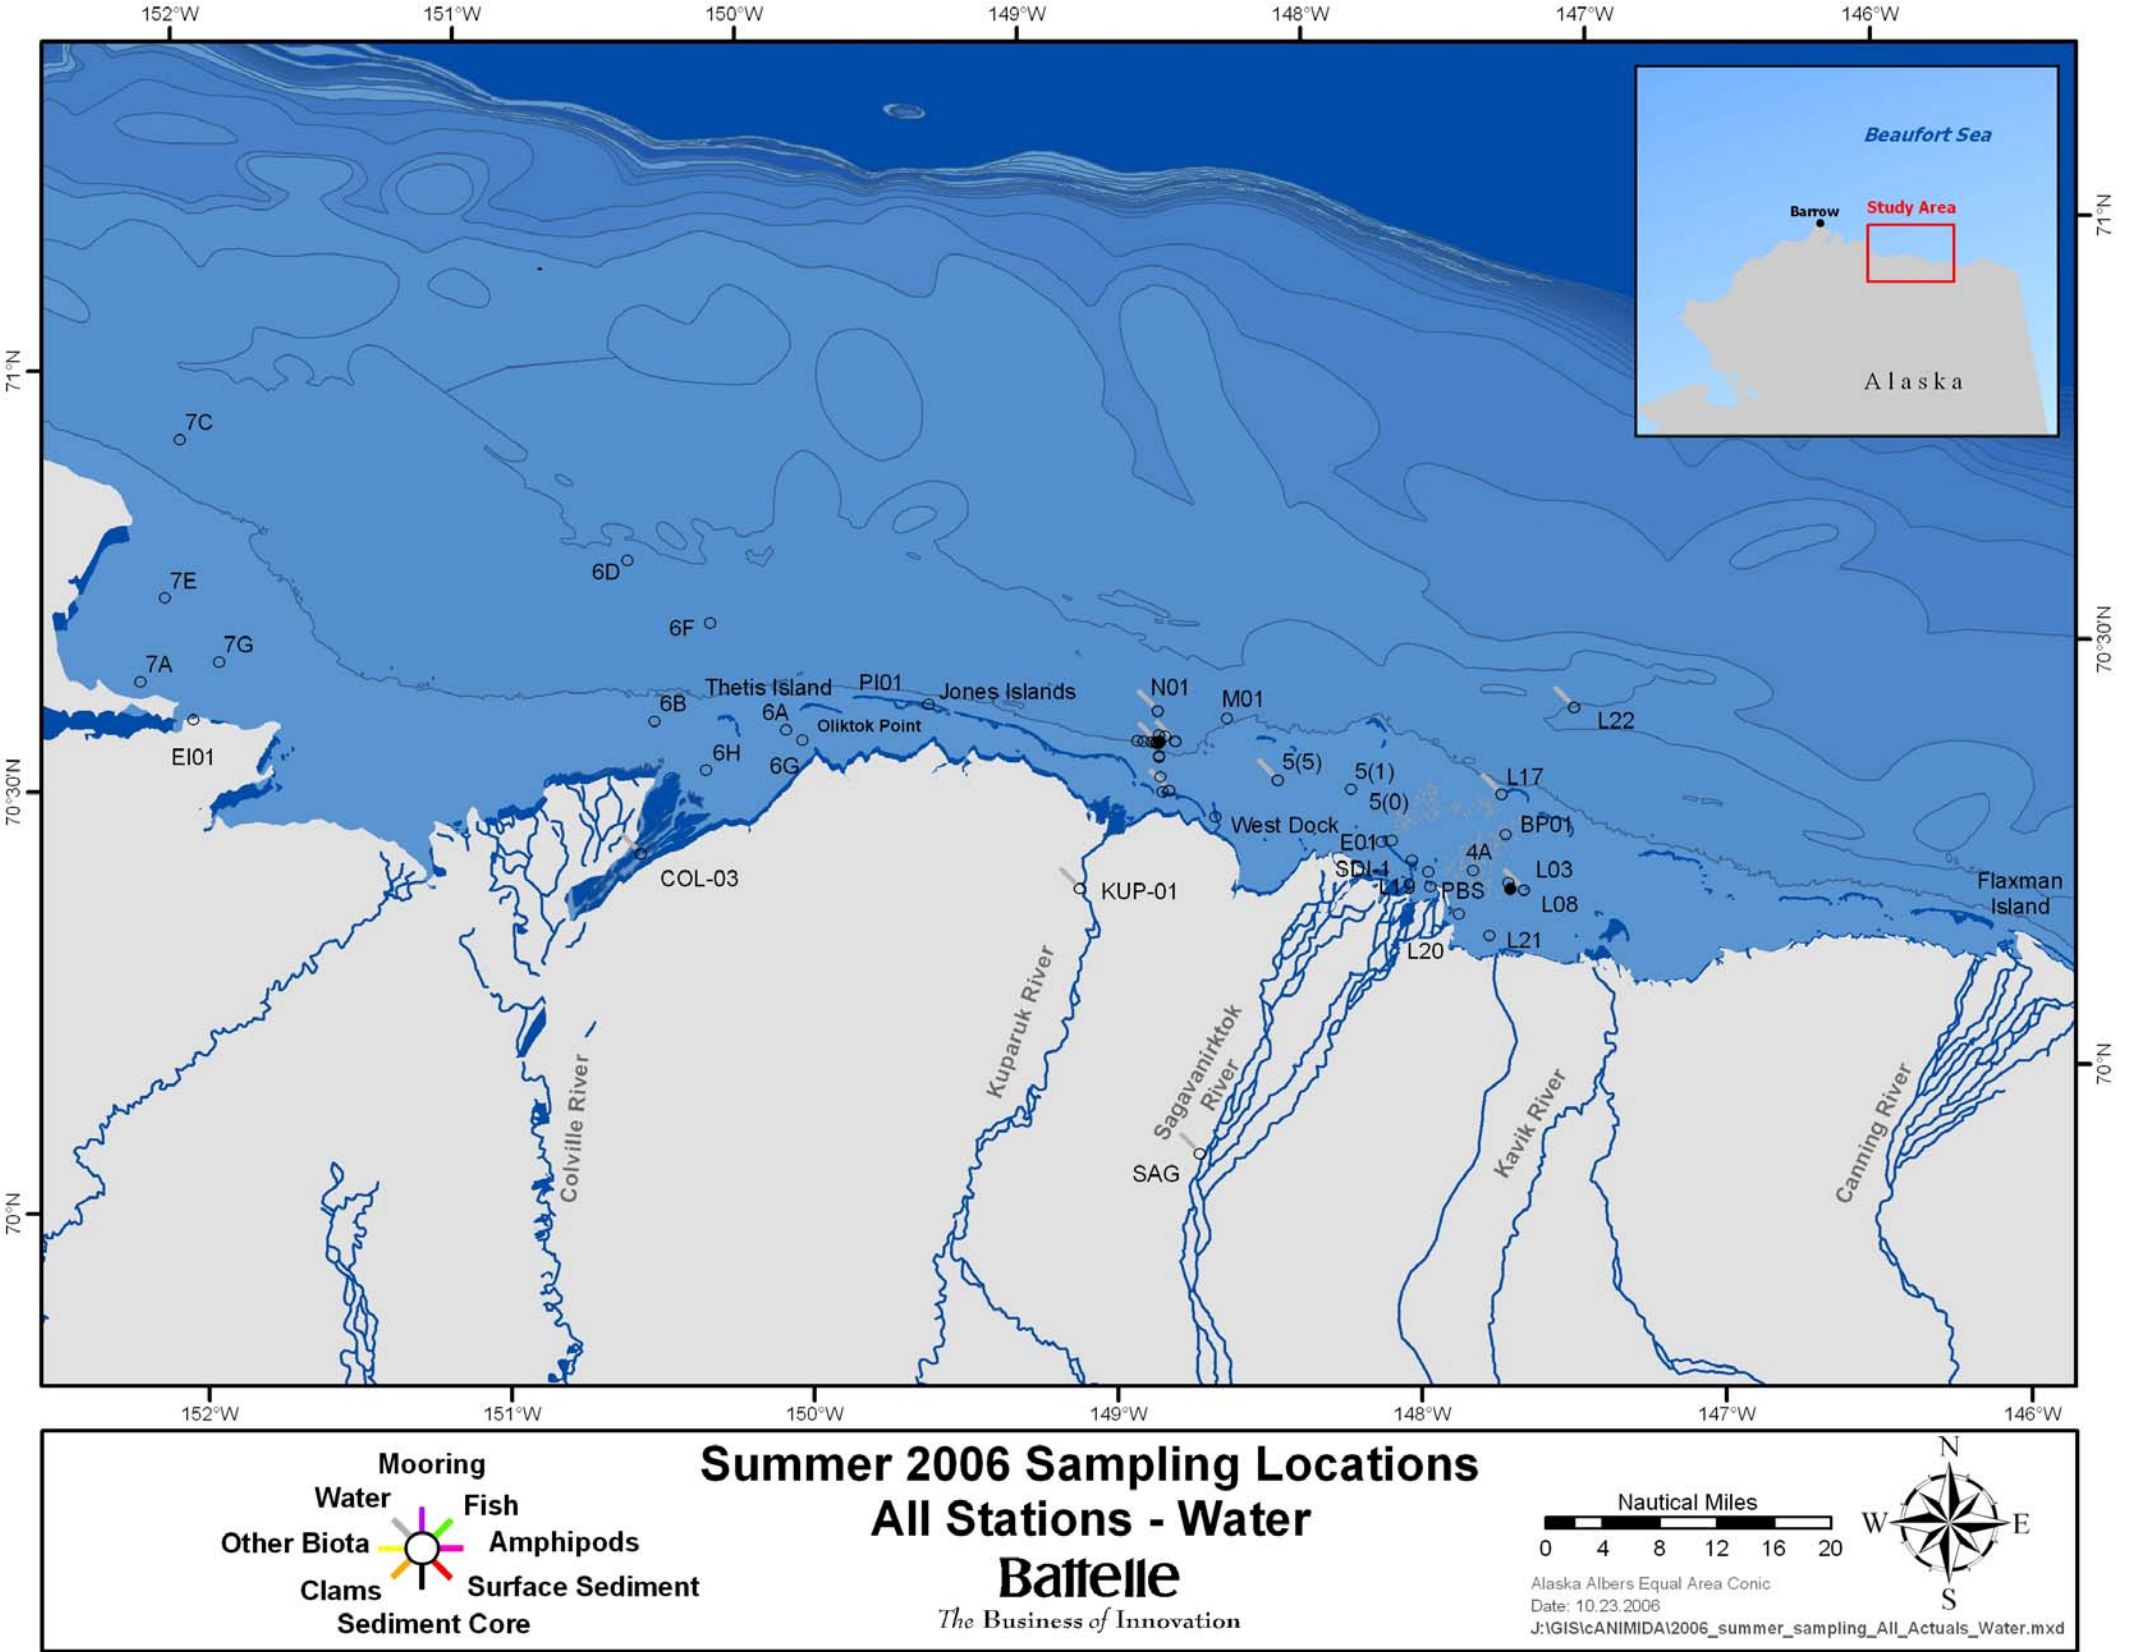 152°W 151°W 150°W 149°W 148°W 147°W 146°W
71°N
70°30'N
70°N
71°N
70°30'N
70°N
Beaufort Sea
Barrow
Study Area
Alaska
7C
7E
7G
7A
EI01
6D
6F
6B
6H
Thetis Island
6A
6G
PI01
Jones Islands
Oliktok Point
N01
M01
L22
5(5)
5(1)
5(0)
L17
West Dock
E01
BP01
SDI-1
4A
L19
PBS
L03
L08
L20
L21
Flaxman
Island
COL-03
KUP-01
SAG
Colville River
Kuparuk River
Sagavanirktok
River
Kavik River
Canning River
152°W 151°W 150°W 149°W 148°W 147°W 146°W
Mooring
Water
Fish
Other Biota
Amphipods
Clams
Surface Sediment
Sediment Core
Summer 2006 Sampling Locations
All Stations - Water
Battelle
The Business of Innovation
Nautical Miles
0 4 8 12 16 20
Alaska Albers Equal Area Conic
Date: 10.23.2006
J:\GIS\cANIMIDA\2006_summer_sampling_All_Actuals_Water.mxd
N
W
E
S